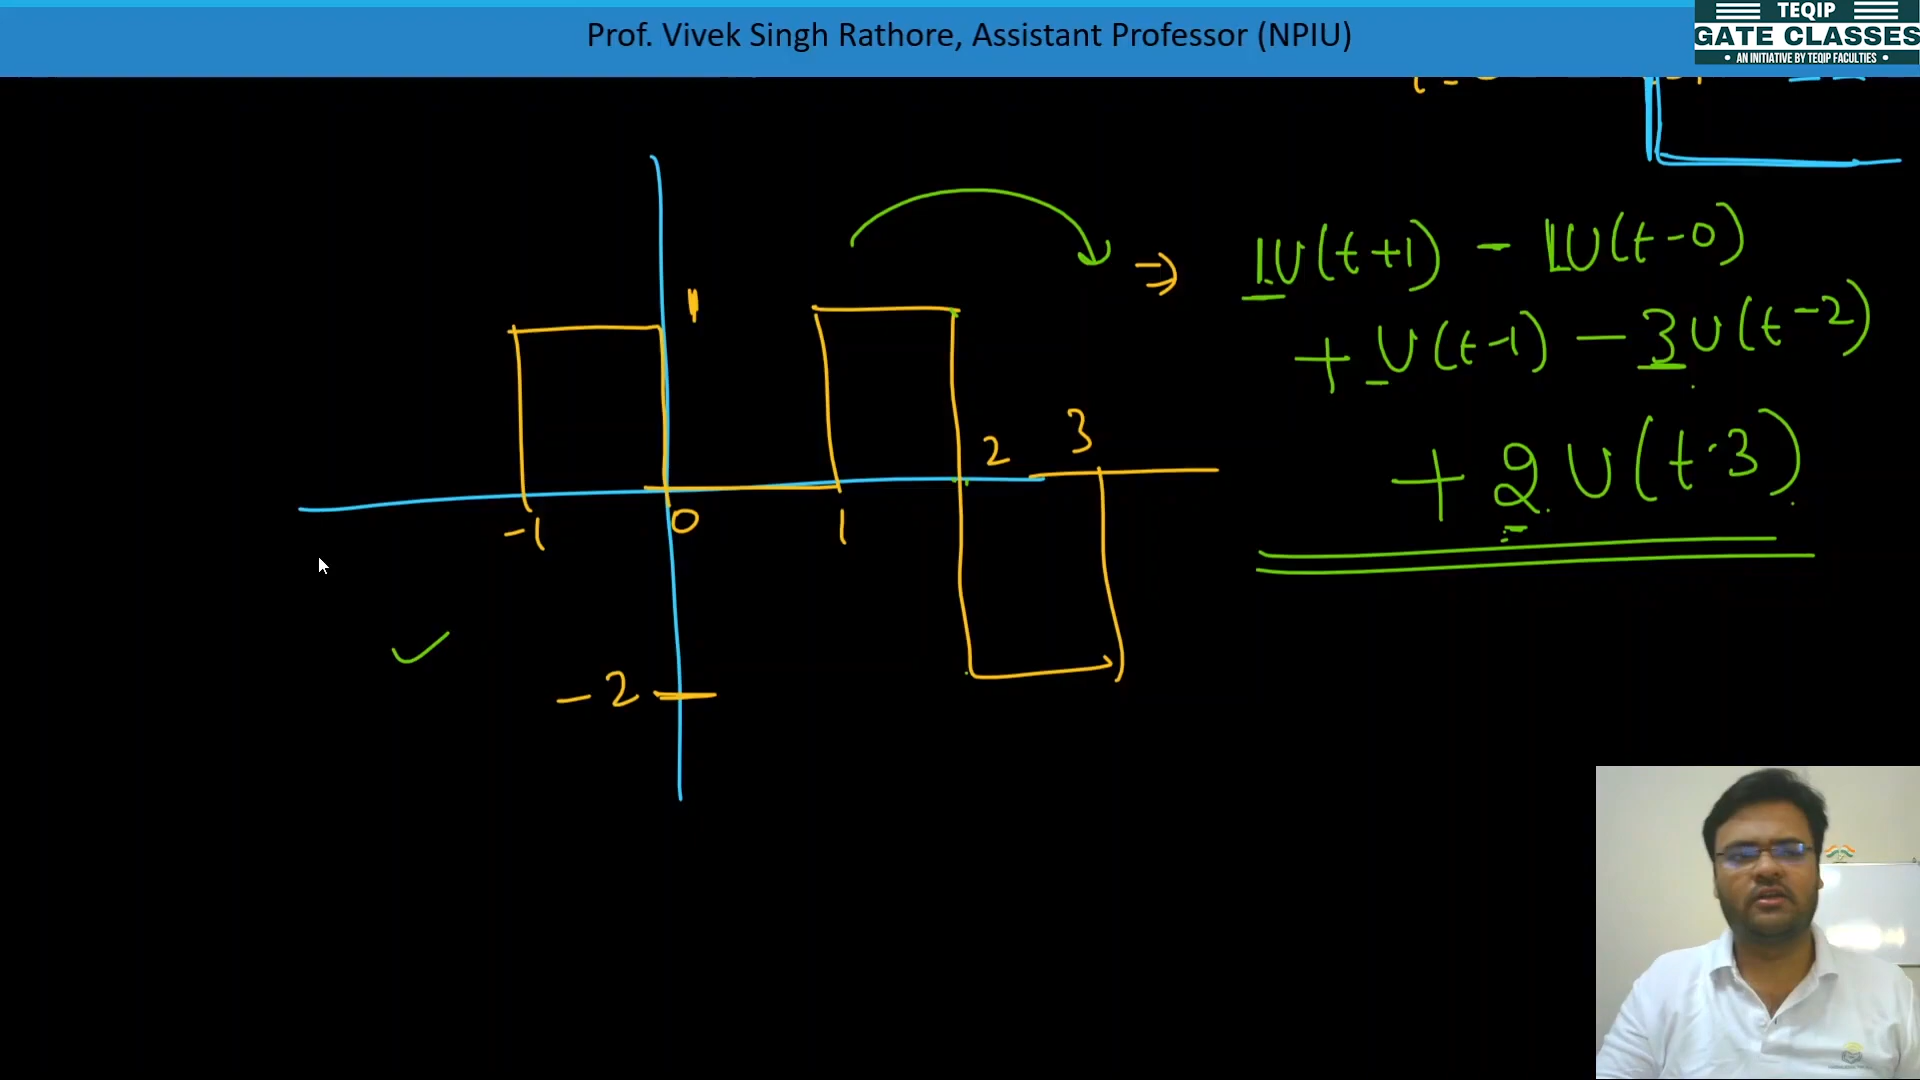 Prof. Vivek Singh Rathore, Assistant Professor (NPIU)
TEQIP
GATE CLASSES
• AN INITIATIVE BY TEQIP FACULTIES •
⇒ 1U(t+1) - 1U(t-0)
+ U(t-1) - 3U(t-2)
+ 2U(t-3)
1
2 3
-1 0 1
-2